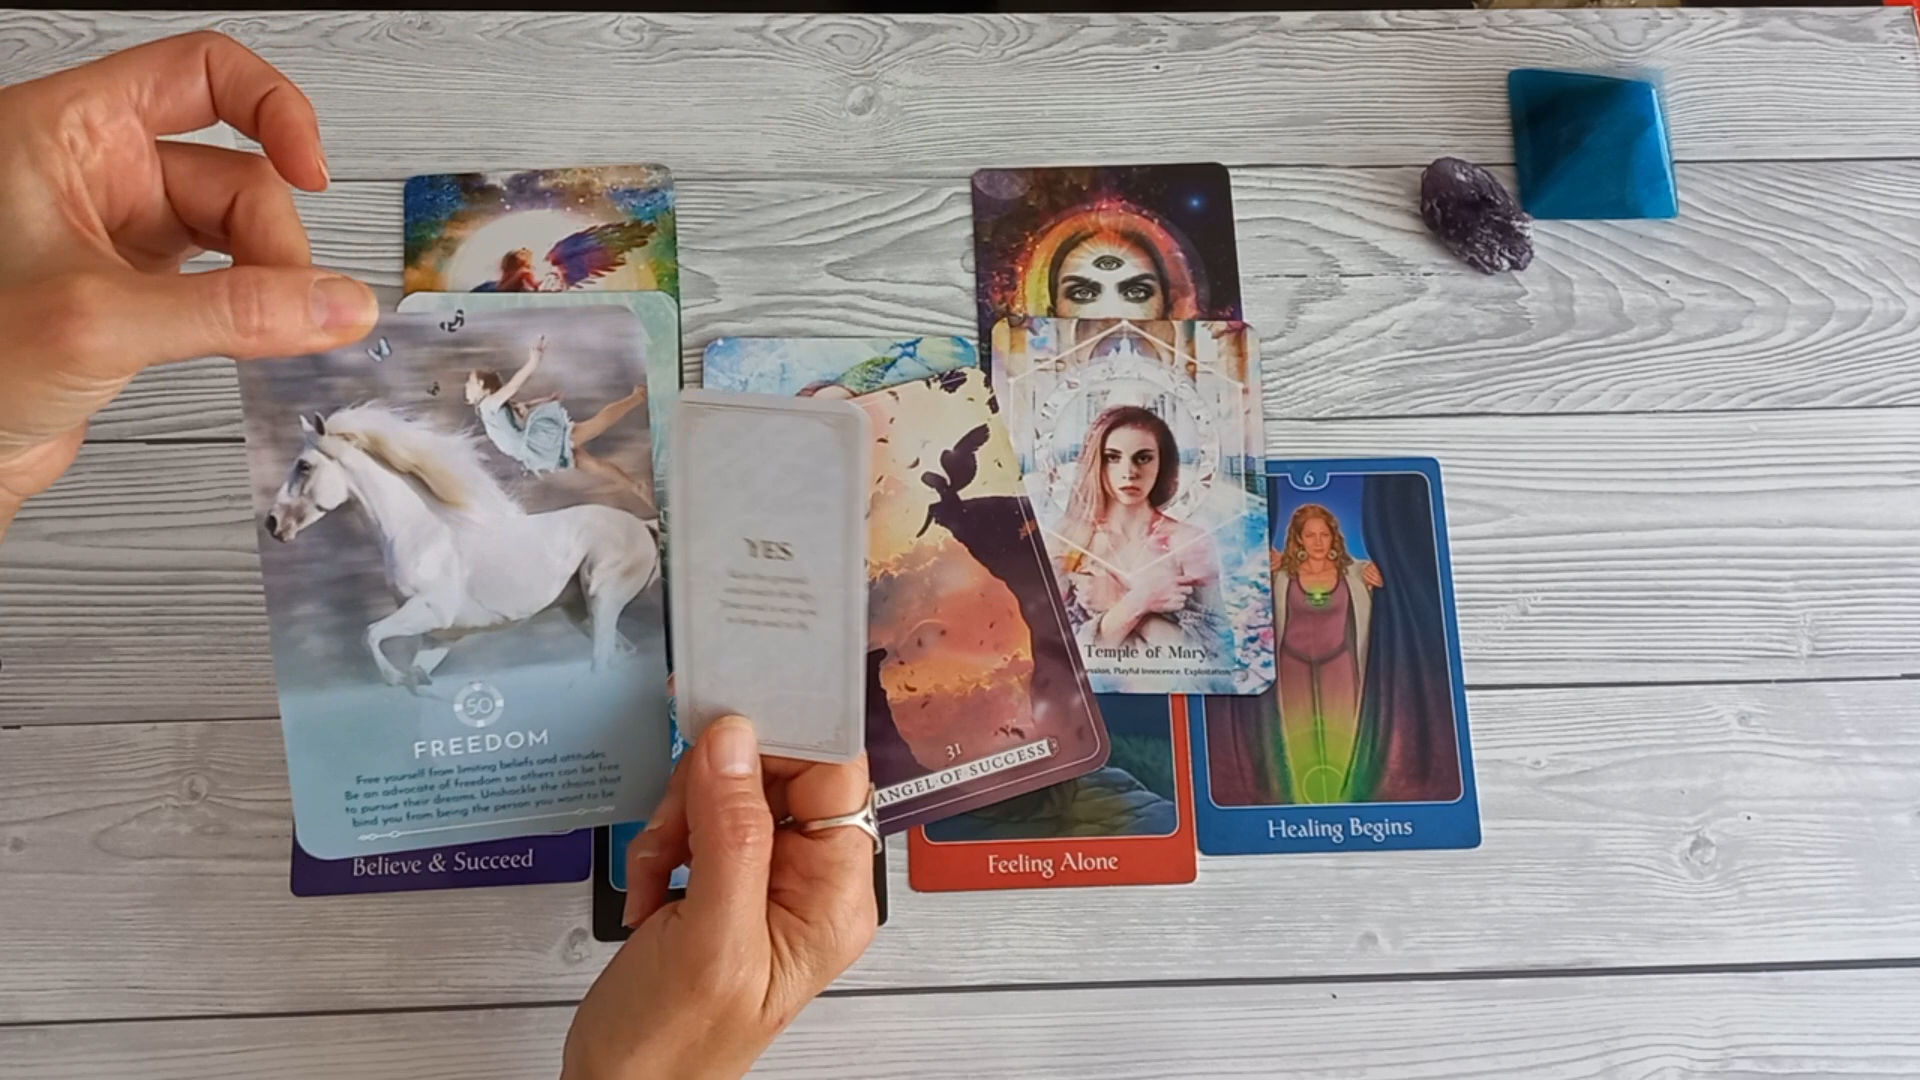 50
FREEDOM
Free yourself from limiting beliefs and attitudes.
Be an advocate of freedom so others can be free
to pursue their dreams. Unshackle the chains that
bind you from being the person you want to be.
Believe & Succeed
YES
31
ANGEL OF SUCCESS
Temple of Mary
Playful Innocence. Exploitation
Feeling Alone
6
Healing Begins